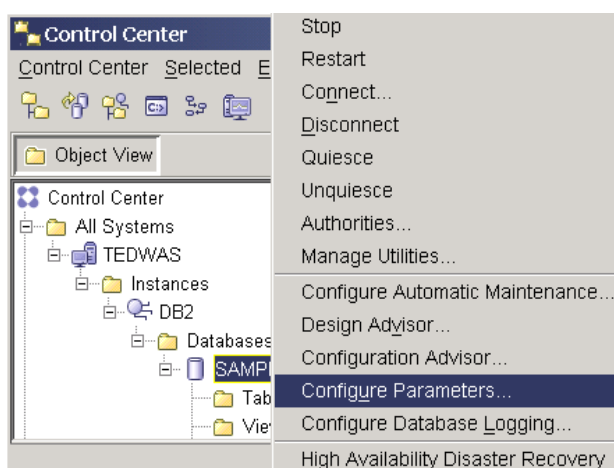 Control Center
Control Center Selected E
Object View
Control Center
All Systems
TEDWAS
Instances
DB2
Databases
SAMP
Tab
Vie
Stop
Restart
Connect...
Disconnect
Quiesce
Unquiesce
Authorities...
Manage Utilities...
Configure Automatic Maintenance...
Design Advisor...
Configuration Advisor...
Configure Parameters...
Configure Database Logging...
High Availability Disaster Recovery